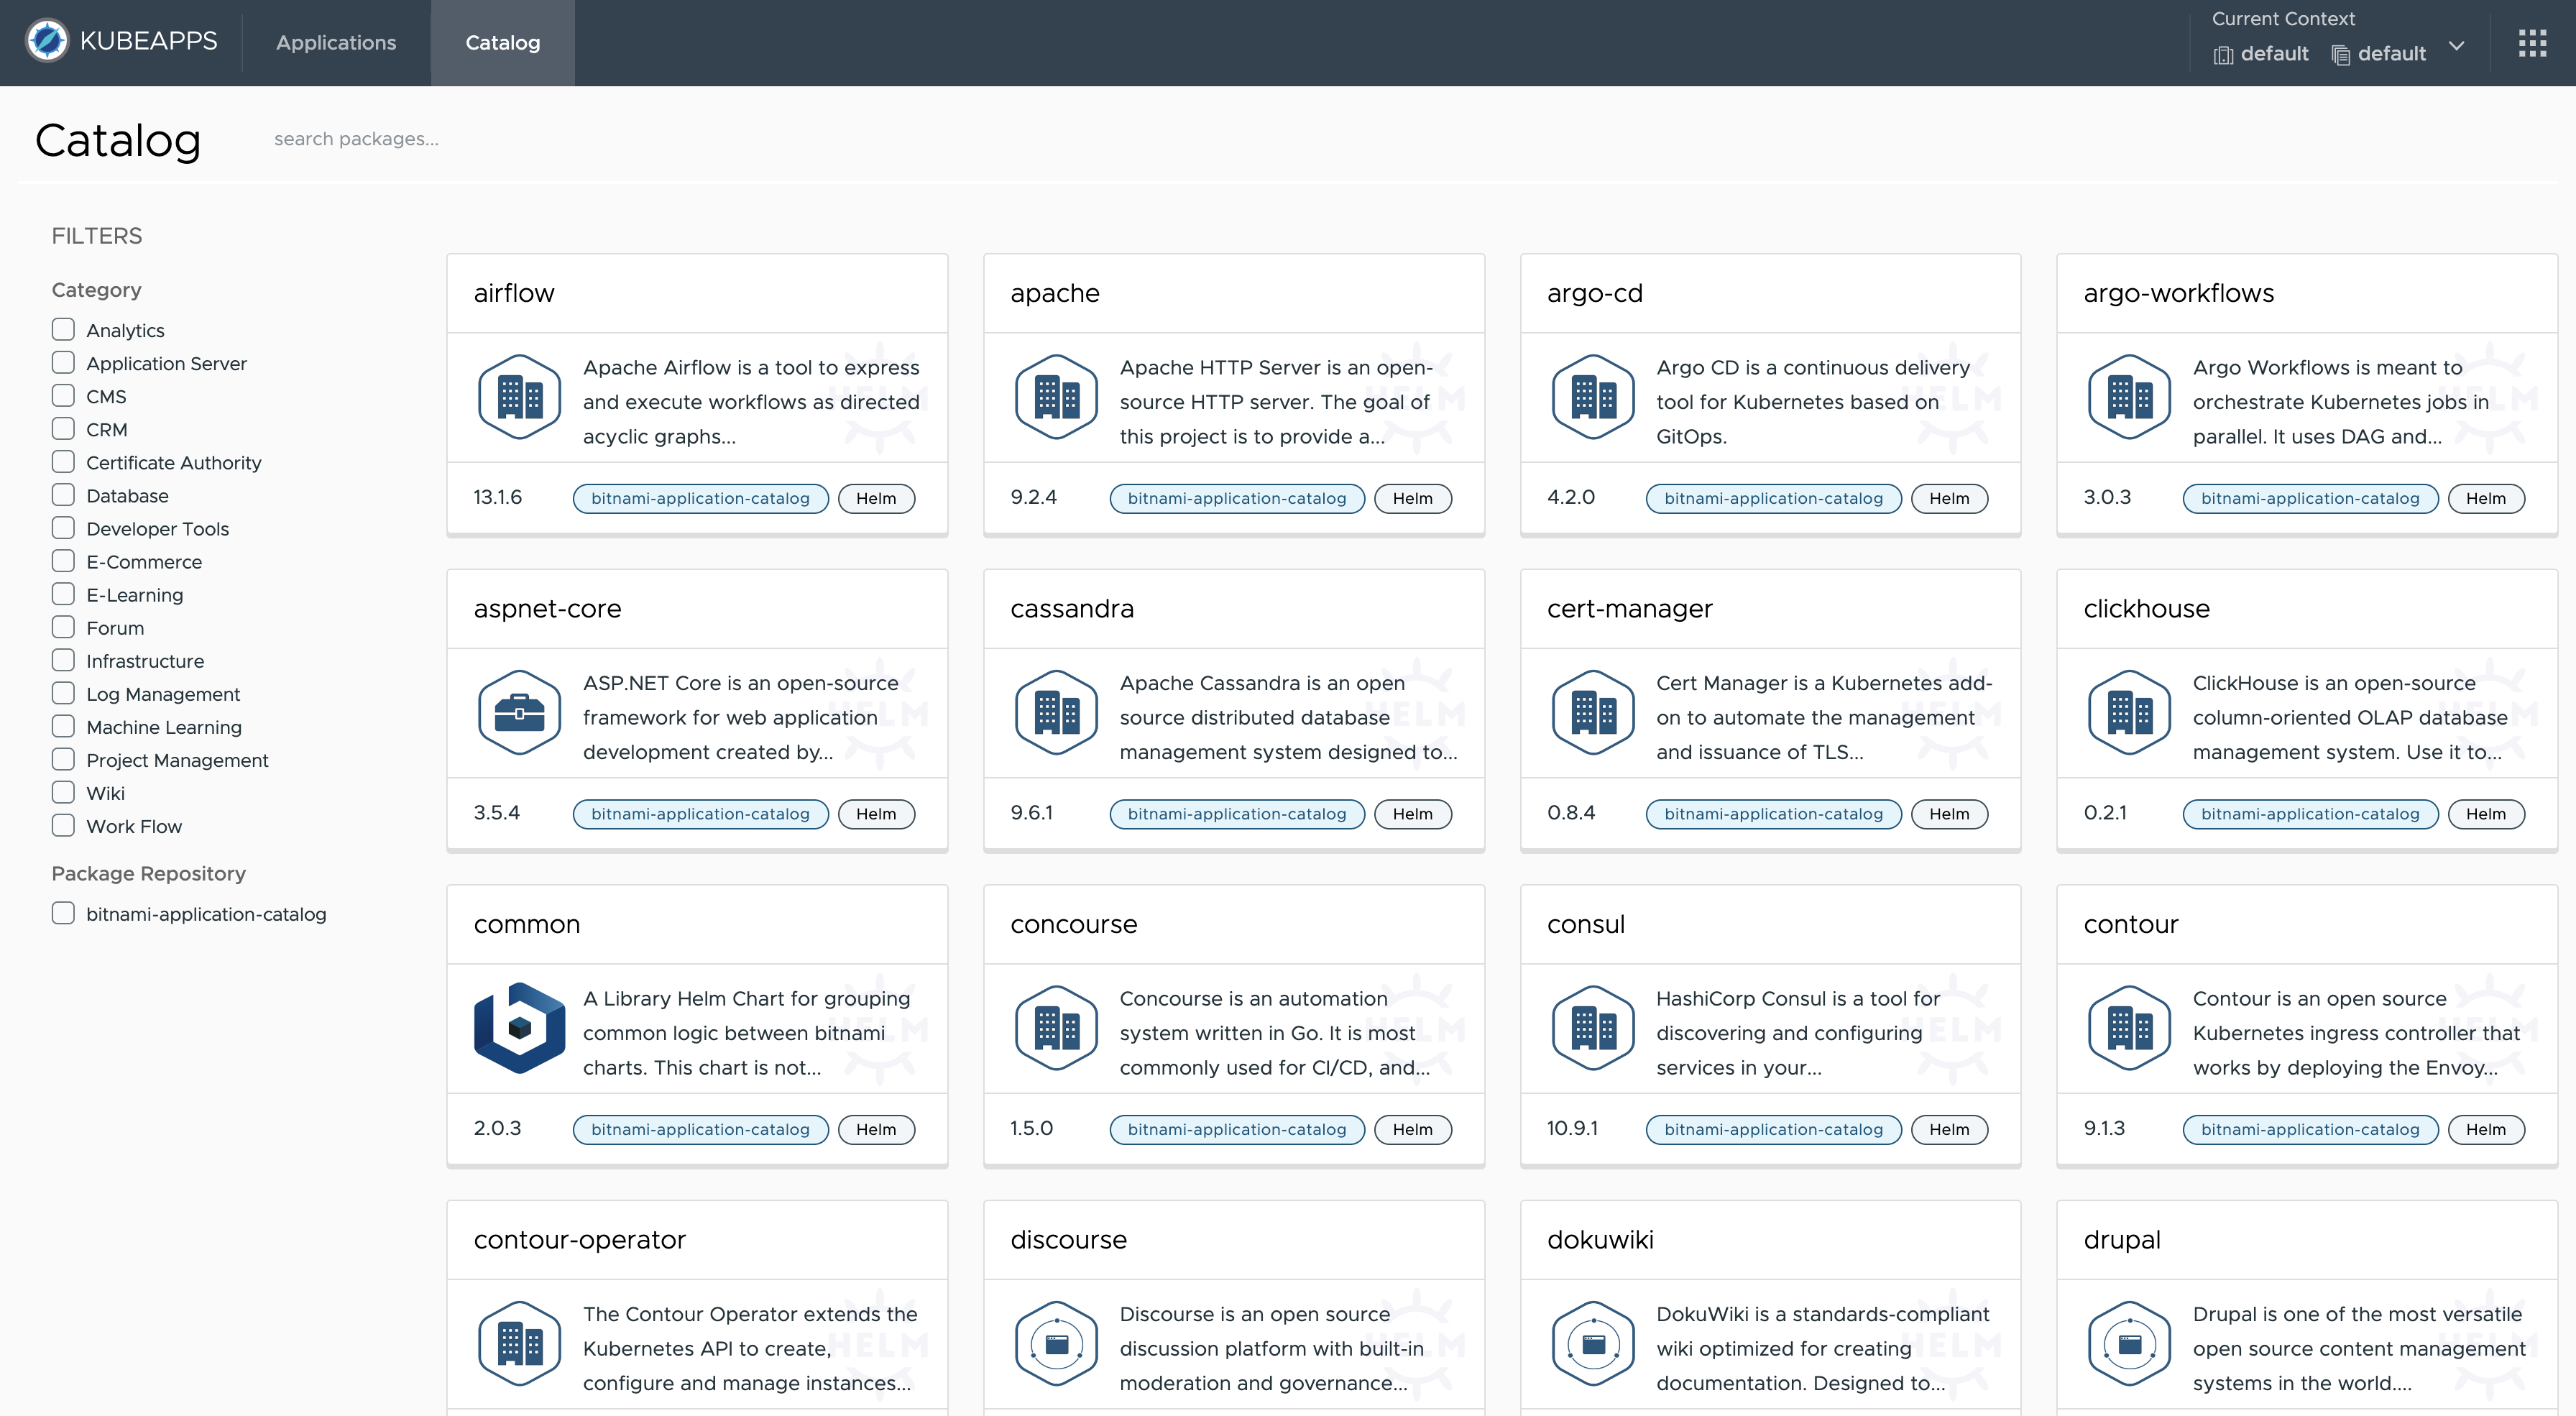 KUBEAPPS
Applications
Catalog
Current Context
default default
Catalog
search packages...
FILTERS
Category
Analytics
Application Server
CMS
CRM
Certificate Authority
Database
Developer Tools
E-Commerce
E-Learning
Forum
Infrastructure
Log Management
Machine Learning
Project Management
Wiki
Work Flow
Package Repository
bitnami-application-catalog
airflow
HELM
Apache Airflow is a tool to express
and execute workflows as directed
acyclic graphs...
13.1.6 bitnami-application-catalog Helm
apache
HELM
Apache HTTP Server is an open-
source HTTP server. The goal of
this project is to provide a...
9.2.4 bitnami-application-catalog Helm
argo-cd
HELM
Argo CD is a continuous delivery
tool for Kubernetes based on
GitOps.
4.2.0 bitnami-application-catalog Helm
argo-workflows
HELM
Argo Workflows is meant to
orchestrate Kubernetes jobs in
parallel. It uses DAG and...
3.0.3 bitnami-application-catalog Helm
aspnet-core
HELM
ASP.NET Core is an open-source
framework for web application
development created by...
3.5.4 bitnami-application-catalog Helm
cassandra
HELM
Apache Cassandra is an open
source distributed database
management system designed to...
9.6.1 bitnami-application-catalog Helm
cert-manager
HELM
Cert Manager is a Kubernetes add-
on to automate the management
and issuance of TLS...
0.8.4 bitnami-application-catalog Helm
clickhouse
HELM
ClickHouse is an open-source
column-oriented OLAP database
management system. Use it to...
0.2.1 bitnami-application-catalog Helm
common
HELM
A Library Helm Chart for grouping
common logic between bitnami
charts. This chart is not...
2.0.3 bitnami-application-catalog Helm
concourse
HELM
Concourse is an automation
system written in Go. It is most
commonly used for CI/CD, and...
1.5.0 bitnami-application-catalog Helm
consul
HELM
HashiCorp Consul is a tool for
discovering and configuring
services in your...
10.9.1 bitnami-application-catalog Helm
contour
HELM
Contour is an open source
Kubernetes ingress controller that
works by deploying the Envoy...
9.1.3 bitnami-application-catalog Helm
contour-operator
HELM
The Contour Operator extends the
Kubernetes API to create,
configure and manage instances...
discourse
HELM
Discourse is an open source
discussion platform with built-in
moderation and governance...
dokuwiki
HELM
DokuWiki is a standards-compliant
wiki optimized for creating
documentation. Designed to...
drupal
HELM
Drupal is one of the most versatile
open source content management
systems in the world....